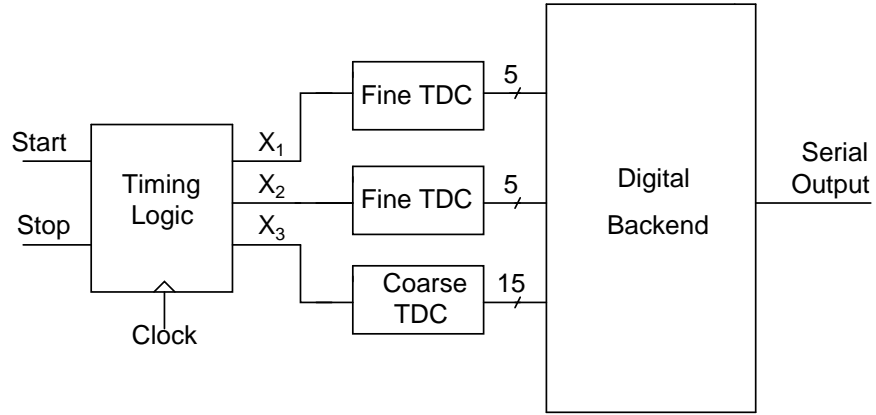 Start
Stop
Timing
Logic
Clock
X₁
X₂
X₃
Fine TDC
Fine TDC
Coarse
TDC
5
5
15
Digital
Backend
Serial
Output